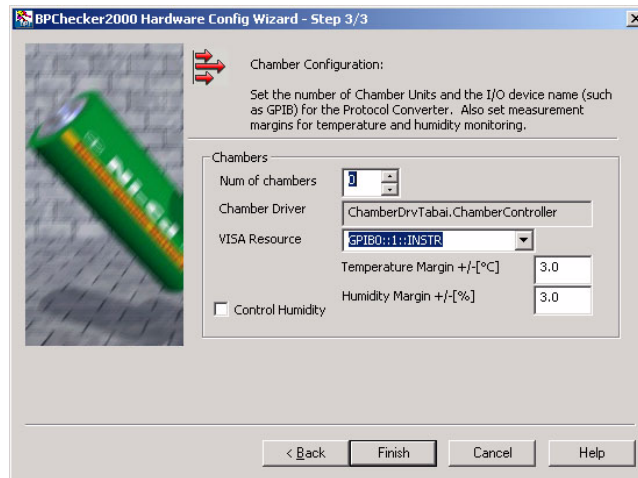 BPChecker2000 Hardware Config Wizard - Step 3/3
Chamber Configuration:
Set the number of Chamber Units and the I/O device name (such
as GPIB) for the Protocol Converter. Also set measurement
margins for temperature and humidity monitoring.
Chambers
Num of chambers 0
Chamber Driver ChamberDrvTabai.ChamberController
VISA Resource GPIB0::1::INSTR
Temperature Margin +/-[°C] 3.0
Humidity Margin +/-[%] 3.0
Control Humidity
< Back Finish Cancel Help